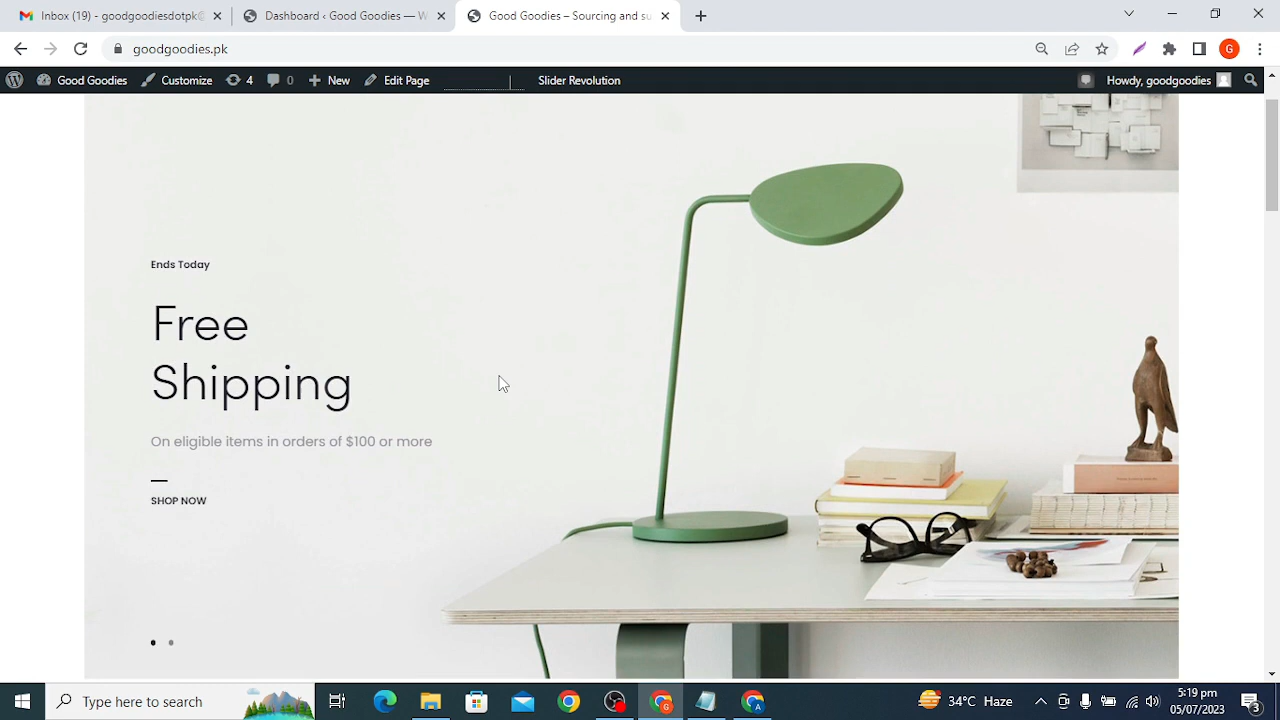 Inbox (19) - goodgoodiesdotpk@g
Dashboard ‹ Good Goodies — W
Good Goodies – Sourcing and su
goodgoodies.pk
G
Good Goodies
Customize
4
0
New
Edit Page
Slider Revolution
Howdy, goodgoodies
Ends Today
Free
Shipping
On eligible items in orders of $100 or more
SHOP NOW
Type here to search
34°C Haze
5:19 pm
05/07/2023
3